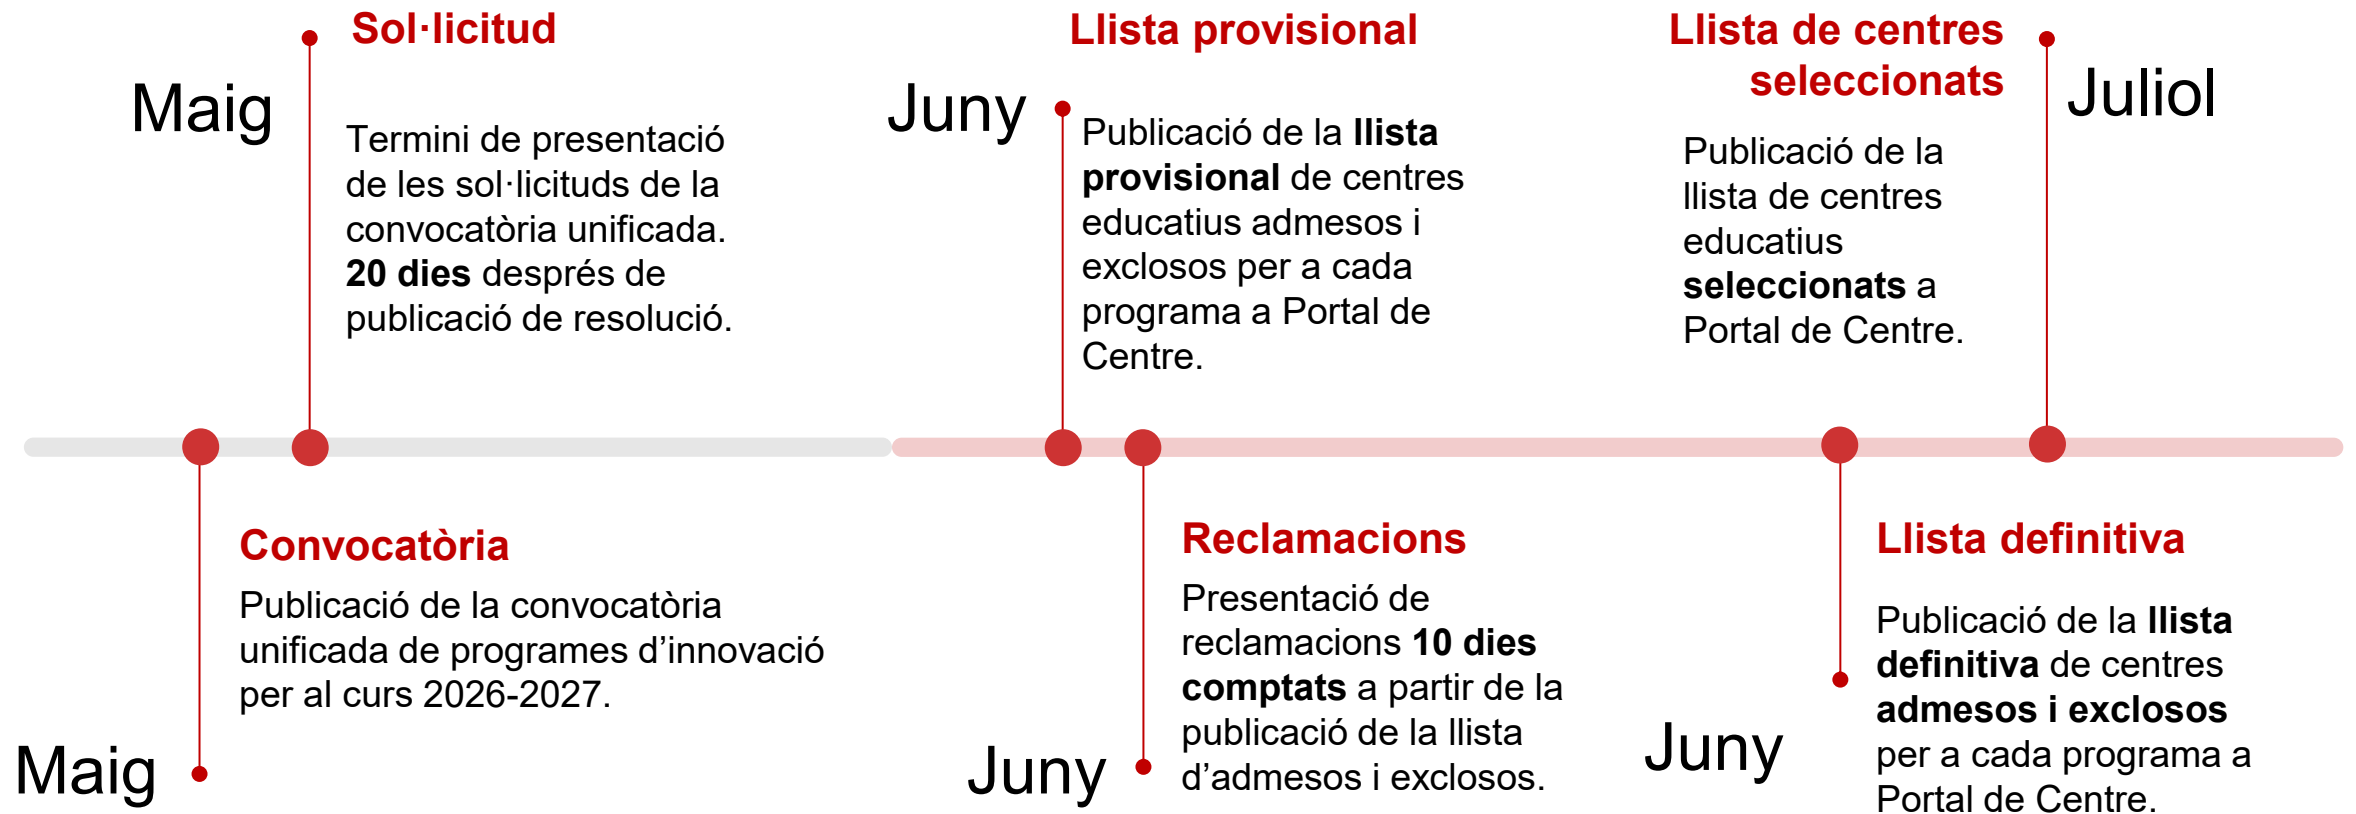 Maig
Sol·licitud
Termini de presentació
de les sol·licituds de la
convocatòria unificada.
20 dies després de
publicació de resolució.
Juny
Llista provisional
Publicació de la llista
provisional de centres
educatius admesos i
exclosos per a cada
programa a Portal de
Centre.
Llista de centres
seleccionats
Juliol
Publicació de la
llista de centres
educatius
seleccionats a
Portal de Centre.
Maig
Convocatòria
Publicació de la convocatòria
unificada de programes d’innovació
per al curs 2026-2027.
Juny
Reclamacions
Presentació de
reclamacions 10 dies
comptats a partir de la
publicació de la llista
d’admesos i exclosos.
Juny
Llista definitiva
Publicació de la llista
definitiva de centres
admesos i exclosos
per a cada programa a
Portal de Centre.